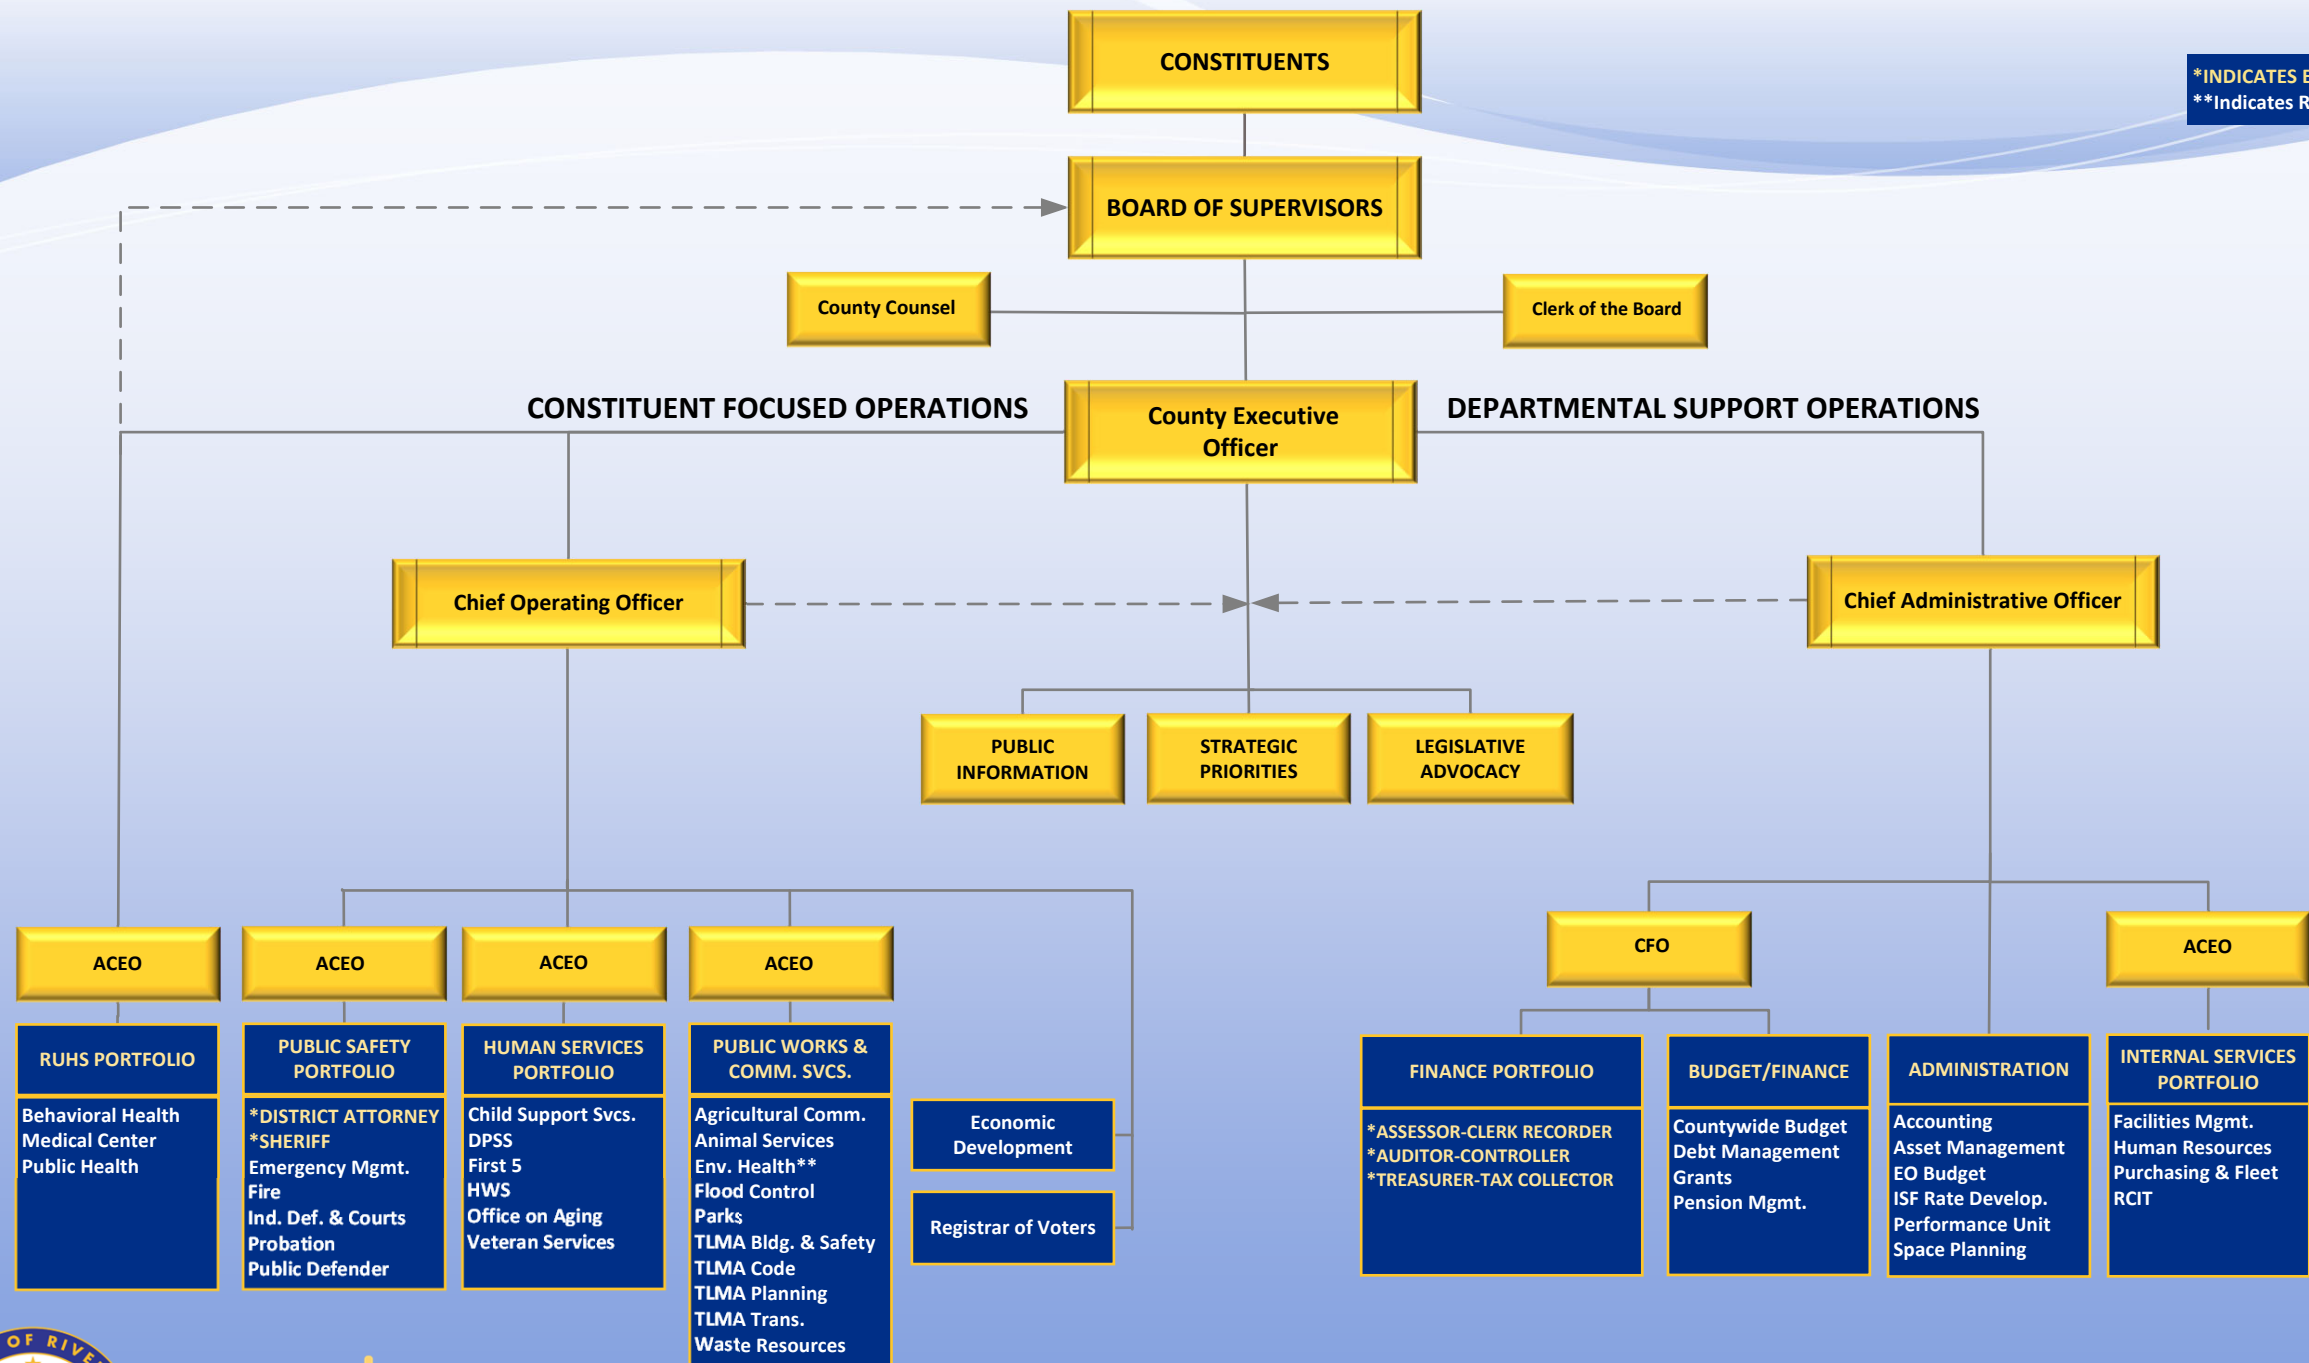 CONSTITUENTS
*INDICATES
**Indicates
BOARD OF SUPERVISORS
County Counsel
Clerk of the Board
CONSTITUENT FOCUSED OPERATIONS
County Executive
Officer
DEPARTMENTAL SUPPORT OPERATIONS
Chief Operating Officer
Chief Administrative Officer
PUBLIC
INFORMATION
STRATEGIC
PRIORITIES
LEGISLATIVE
ADVOCACY
ACEO
ACEO
ACEO
ACEO
CFO
ACEO
RUHS PORTFOLIO
Behavioral Health
Medical Center
Public Health
PUBLIC SAFETY
PORTFOLIO
*DISTRICT ATTORNEY
*SHERIFF
Emergency Mgmt.
Fire
Ind. Def. & Courts
Probation
Public Defender
HUMAN SERVICES
PORTFOLIO
Child Support Svcs.
DPSS
First 5
HWS
Office on Aging
Veteran Services
PUBLIC WORKS &
COMM. SVCS.
Agricultural Comm.
Animal Services
Env. Health**
Flood Control
Parks
TLMA Bldg. & Safety
TLMA Code
TLMA Planning
TLMA Trans.
Waste Resources
Economic
Development
Registrar of Voters
FINANCE PORTFOLIO
*ASSESSOR-CLERK RECORDER
*AUDITOR-CONTROLLER
*TREASURER-TAX COLLECTOR
BUDGET/FINANCE
Countywide Budget
Debt Management
Grants
Pension Mgmt.
ADMINISTRATION
Accounting
Asset Management
EO Budget
ISF Rate Develop.
Performance Unit
Space Planning
INTERNAL SERVICES
PORTFOLIO
Facilities Mgmt.
Human Resources
Purchasing & Fleet
RCIT
OF